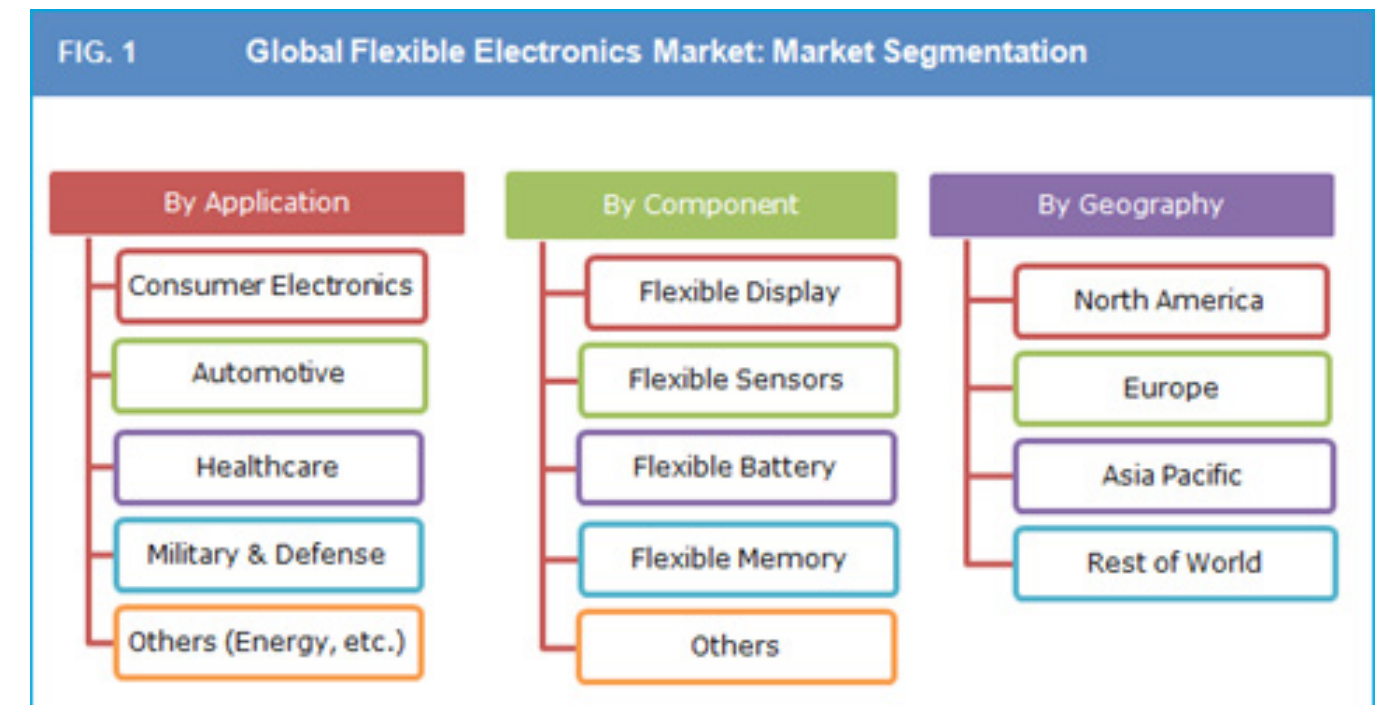 FIG. 1 Global Flexible Electronics Market: Market Segmentation
By Application
Consumer Electronics
Automotive
Healthcare
Military & Defense
Others (Energy, etc.)
By Component
Flexible Display
Flexible Sensors
Flexible Battery
Flexible Memory
Others
By Geography
North America
Europe
Asia Pacific
Rest of World